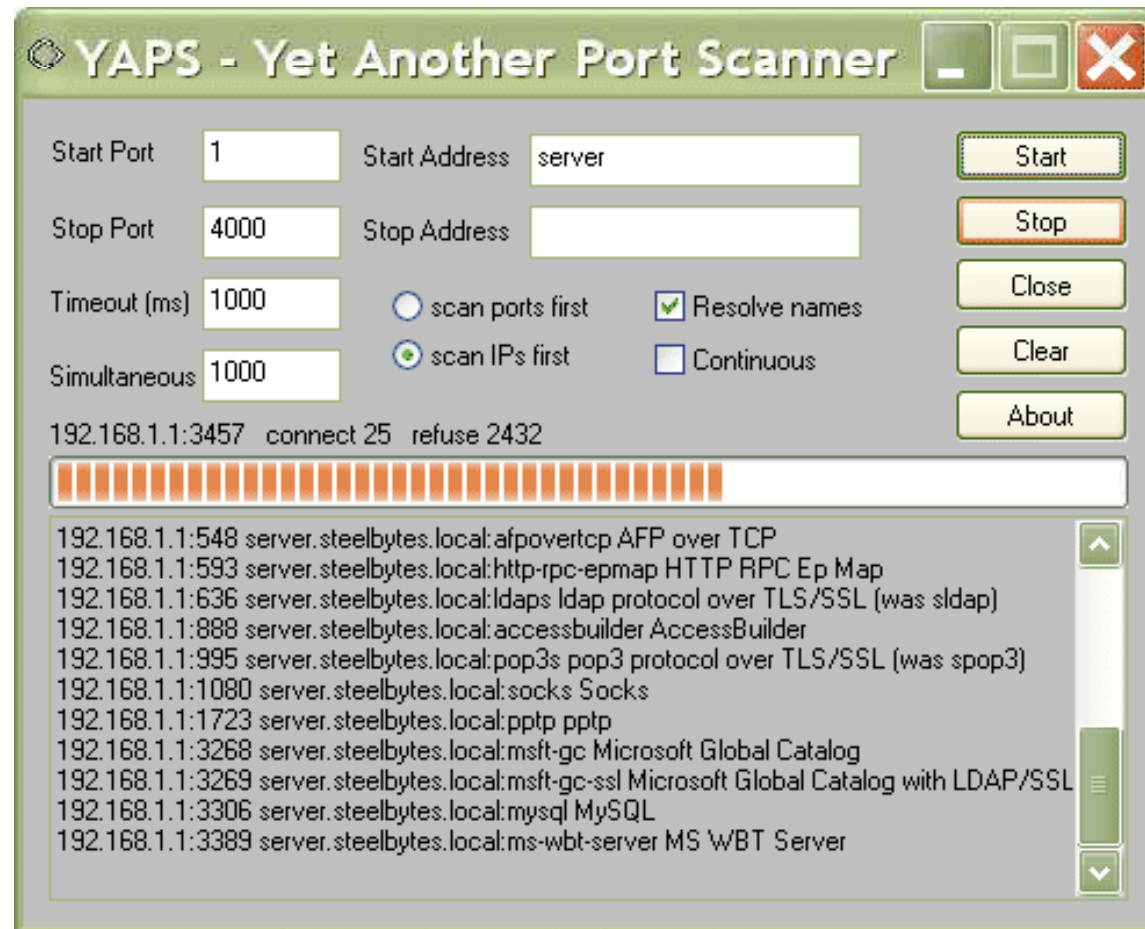 YAPS - Yet Another Port Scanner
Start Port 1 Start Address server Start
Stop Port 4000 Stop Address Stop
Timeout (ms) 1000 scan ports first Resolve names Close
Simultaneous 1000 scan IPs first Continuous Clear
About
192.168.1.1:3457 connect 25 refuse 2432
192.168.1.1:548 server.steelbytes.local:afpovertcp AFP over TCP
192.168.1.1:593 server.steelbytes.local:http-rpc-epmap HTTP RPC Ep Map
192.168.1.1:636 server.steelbytes.local:ldaps ldap protocol over TLS/SSL (was sldap)
192.168.1.1:888 server.steelbytes.local:accessbuilder AccessBuilder
192.168.1.1:995 server.steelbytes.local:pop3s pop3 protocol over TLS/SSL (was spop3)
192.168.1.1:1080 server.steelbytes.local:socks Socks
192.168.1.1:1723 server.steelbytes.local:pptp pptp
192.168.1.1:3268 server.steelbytes.local:msft-gc Microsoft Global Catalog
192.168.1.1:3269 server.steelbytes.local:msft-gc-ssl Microsoft Global Catalog with LDAP/SSL
192.168.1.1:3306 server.steelbytes.local:mysql MySQL
192.168.1.1:3389 server.steelbytes.local:ms-wbt-server MS WBT Server